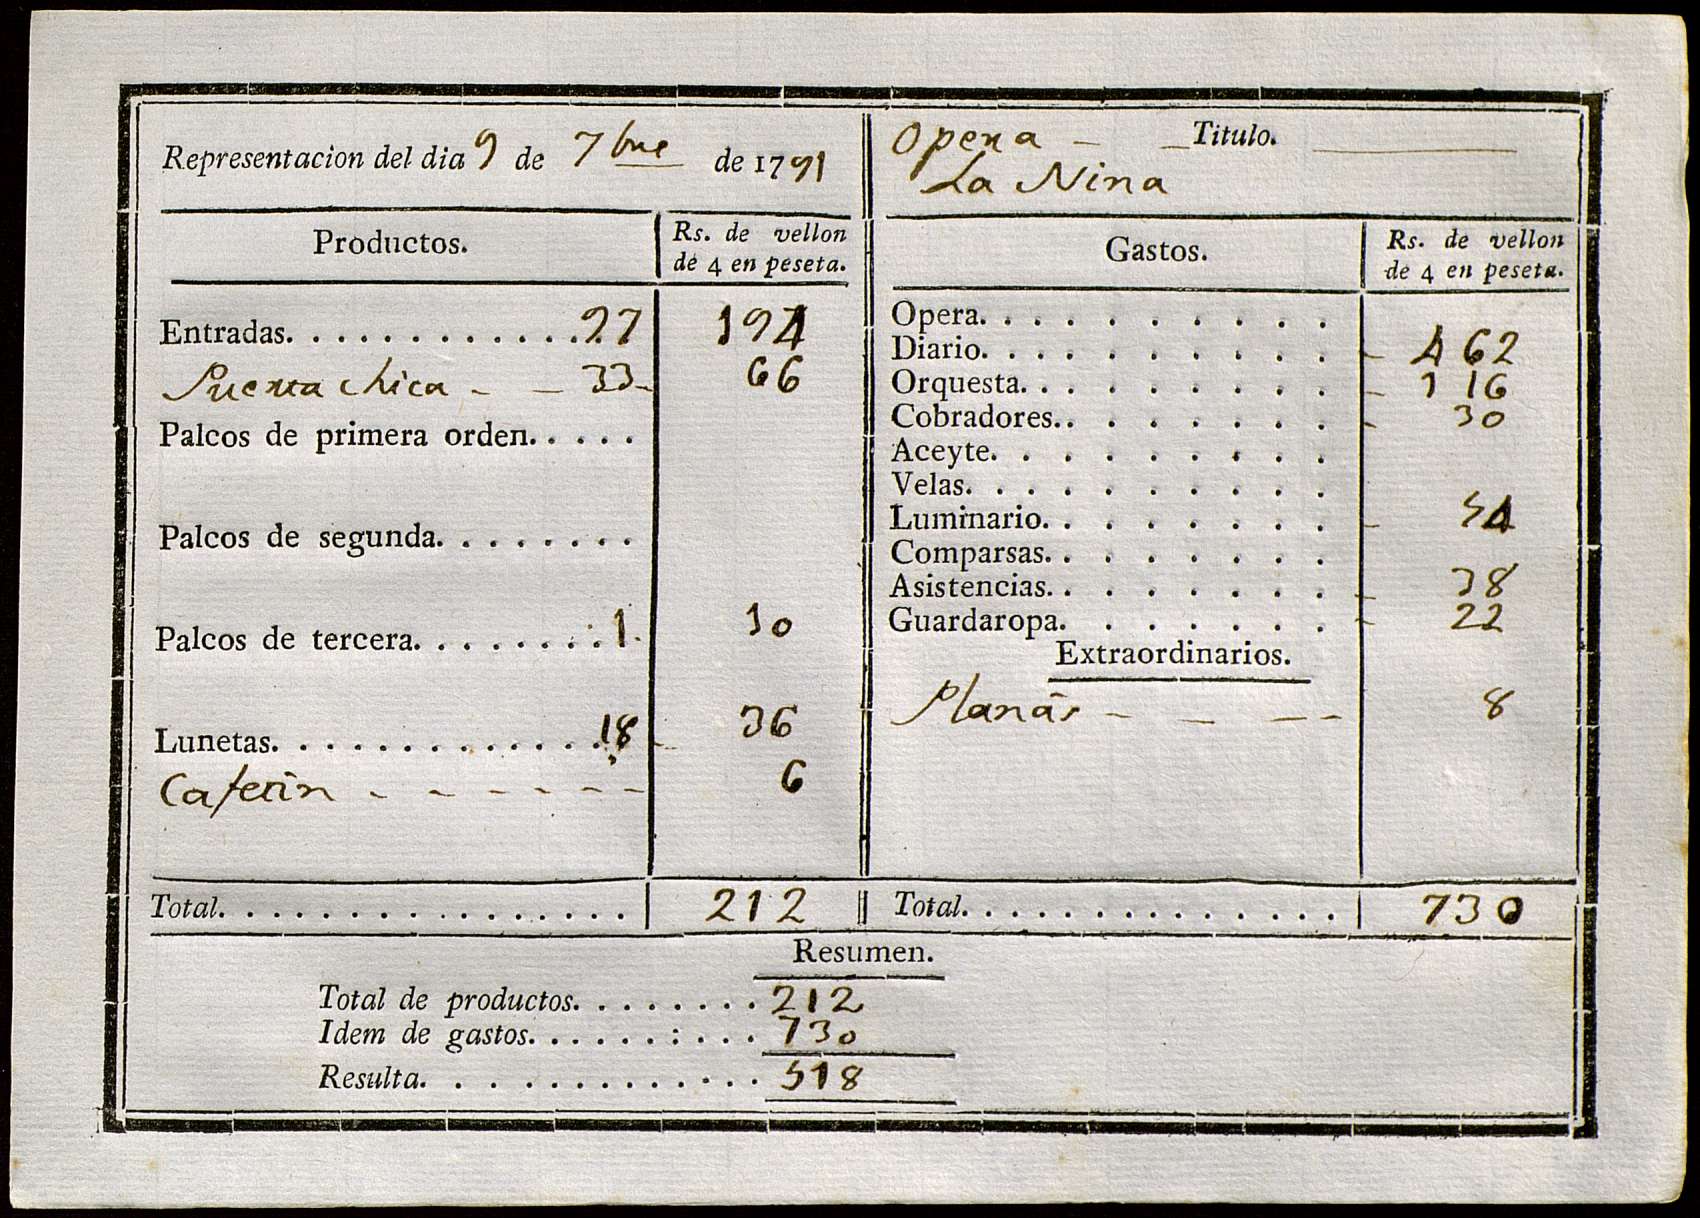 Representacion del dia 9 de 7bre de 1791
Productos. Rs. de vellon de 4 en peseta.
Entradas. 97 194
Puerta chica - - 33 - 66
Palcos de primera orden.
Palcos de segunda.
Palcos de tercera. 1. 10
Lunetas. 18 36
Cafetin - - - - - - 6
Total. 212
Opera - - Titulo.
La Nina
Gastos. Rs. de vellon de 4 en peseta.
Opera.
Diario. 462
Orquesta. 116
Cobradores. 30
Aceyte.
Velas.
Luminario. 54
Comparsas.
Asistencias. 38
Guardaropa. 22
Extraordinarios.
Planas - - - - 8
Total. 730
Resumen.
Total de productos. 212
Idem de gastos. 730
Resulta. 518